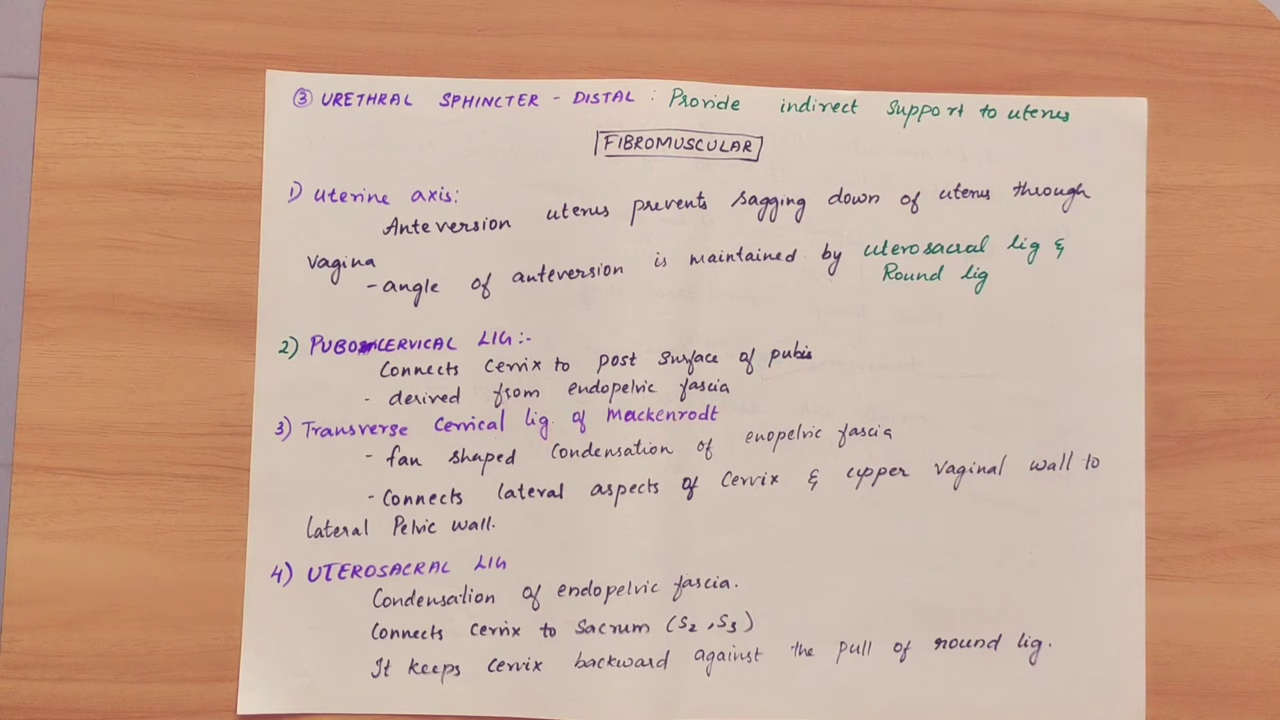 ③ URETHRAL SPHINCTER - DISTAL : Provide indirect support to uterus
FIBROMUSCULAR
1) Uterine axis:
Anteversion uterus prevents sagging down of uterus through
vagina
- angle of anteversion is maintained by uterosacral lig &
Round lig
2) PUBOCERVICAL LIG:-
Connects cervix to post surface of pubis
- derived from endopelvic fascia
3) Transverse cervical lig. of Mackenrodt
- fan shaped condensation of enopelvic fascia
- Connects lateral aspects of cervix & upper vaginal wall to
lateral Pelvic wall.
4) UTEROSACRAL LIG
Condensation of endopelvic fascia.
Connects cervix to Sacrum (S2, S3)
It keeps cervix backward against the pull of round lig.